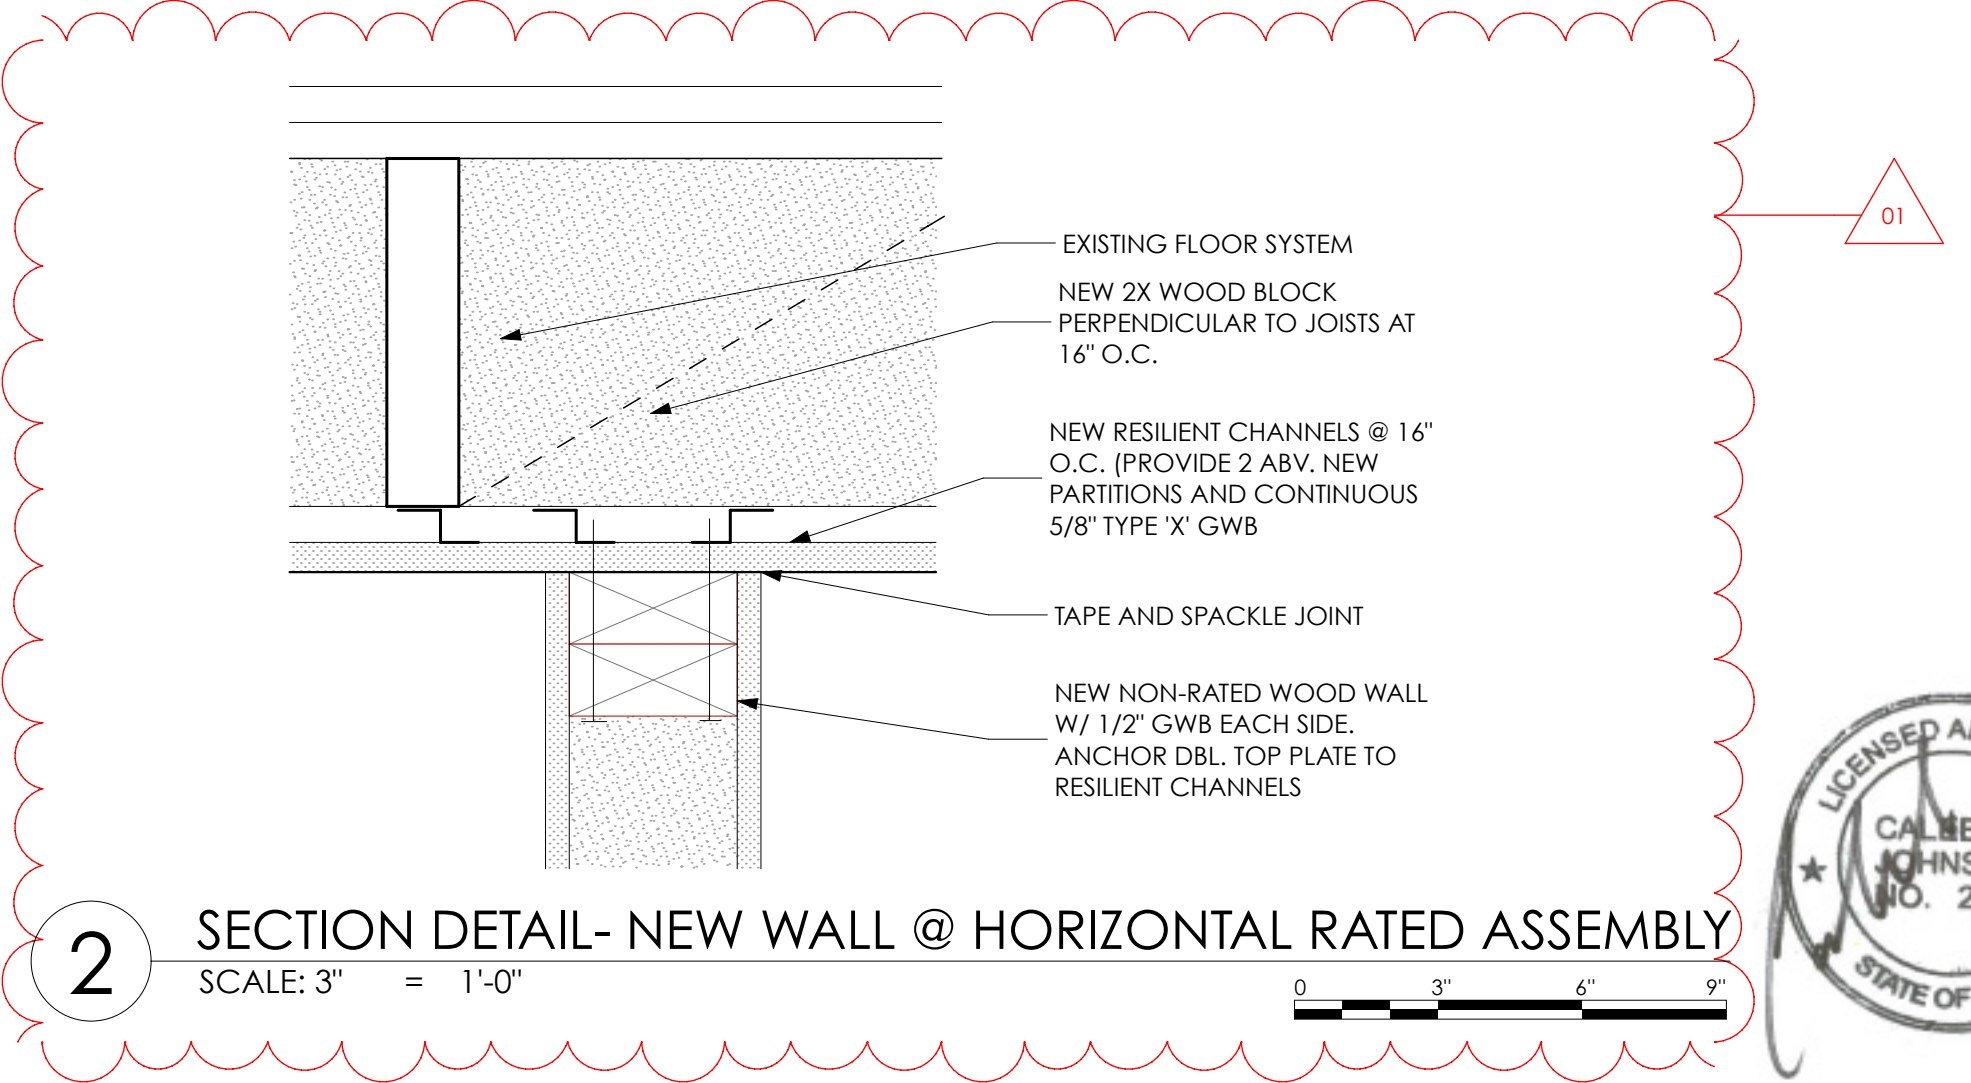 EXISTING FLOOR SYSTEM
NEW 2X WOOD BLOCK
PERPENDICULAR TO JOISTS AT
16" O.C.
NEW RESILIENT CHANNELS @ 16"
O.C. (PROVIDE 2 ABV. NEW
PARTITIONS AND CONTINUOUS
5/8" TYPE 'X' GWB
TAPE AND SPACKLE JOINT
NEW NON-RATED WOOD WALL
W/ 1/2" GWB EACH SIDE.
ANCHOR DBL. TOP PLATE TO
RESILIENT CHANNELS
01
2
SECTION DETAIL- NEW WALL @ HORIZONTAL RATED ASSEMBLY
SCALE: 3" = 1'-0"
0 3" 6" 9"
LICENSED
NO. 2
STATE OF